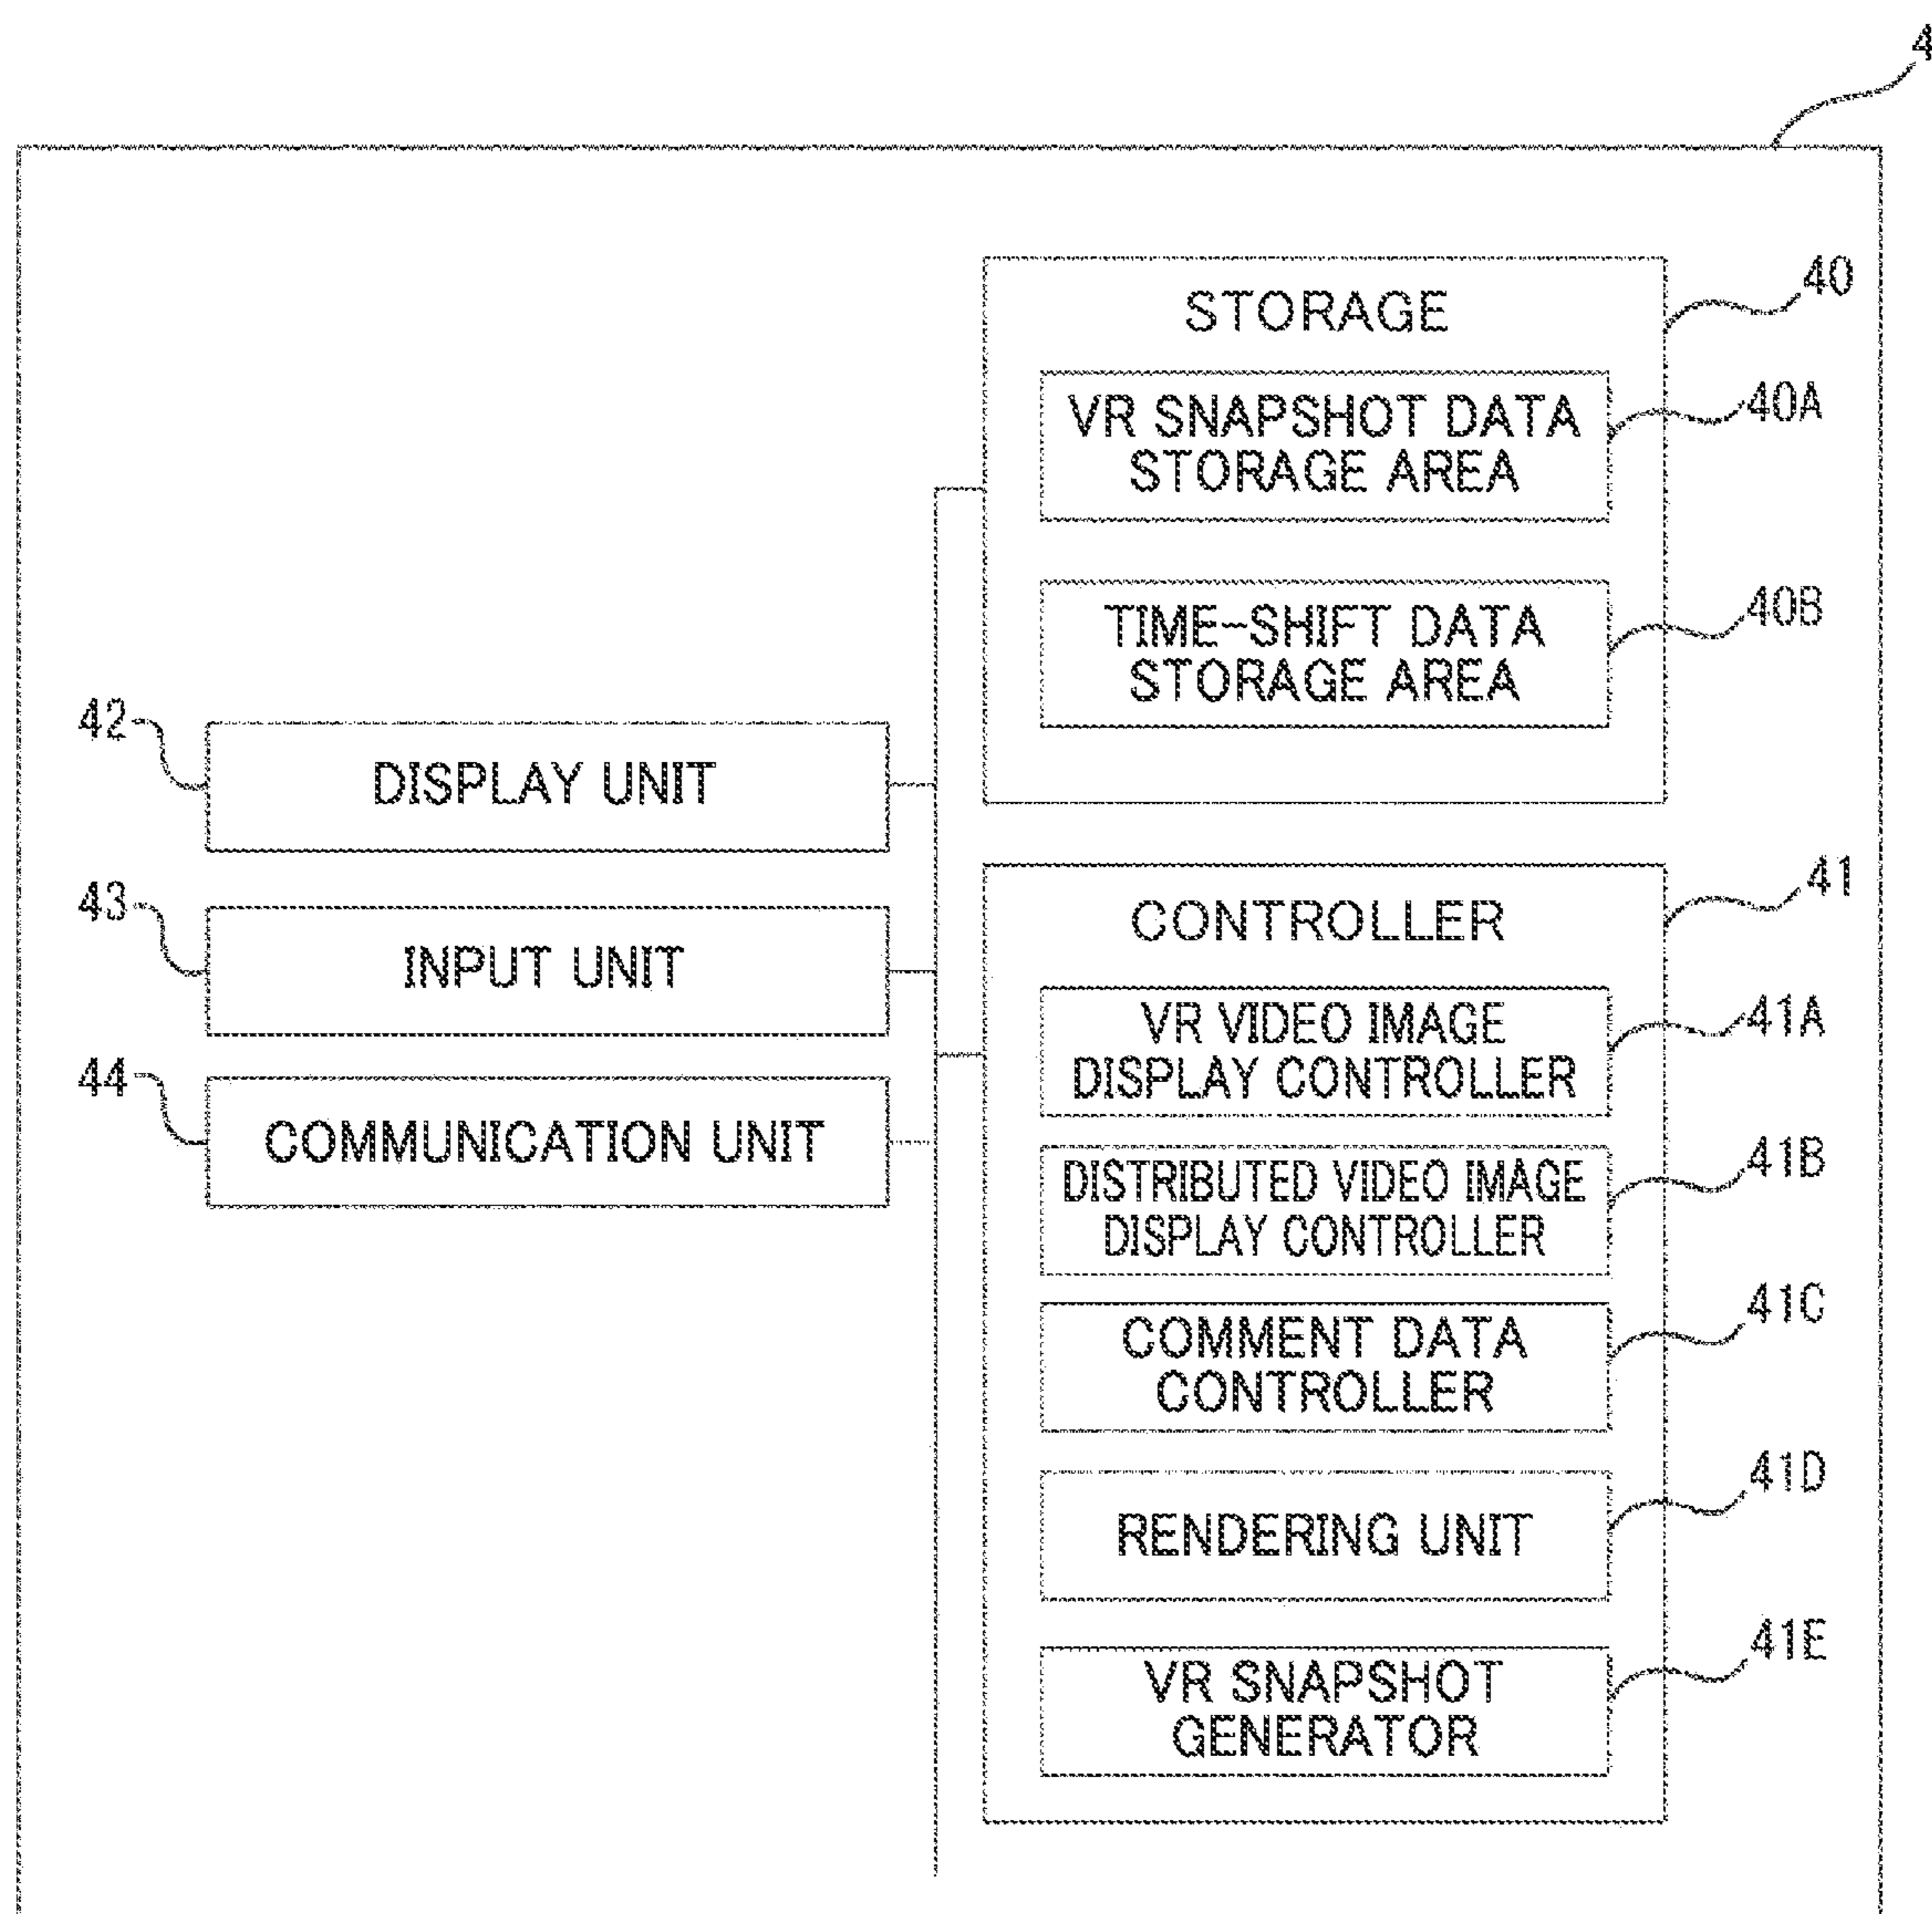 4
STORAGE
40
VR SNAPSHOT DATA
STORAGE AREA
40A
TIME-SHIFT DATA
STORAGE AREA
40B
42
DISPLAY UNIT
43
INPUT UNIT
44
COMMUNICATION UNIT
CONTROLLER
41
VR VIDEO IMAGE
DISPLAY CONTROLLER
41A
DISTRIBUTED VIDEO IMAGE
DISPLAY CONTROLLER
41B
COMMENT DATA
CONTROLLER
41C
RENDERING UNIT
41D
VR SNAPSHOT
GENERATOR
41E